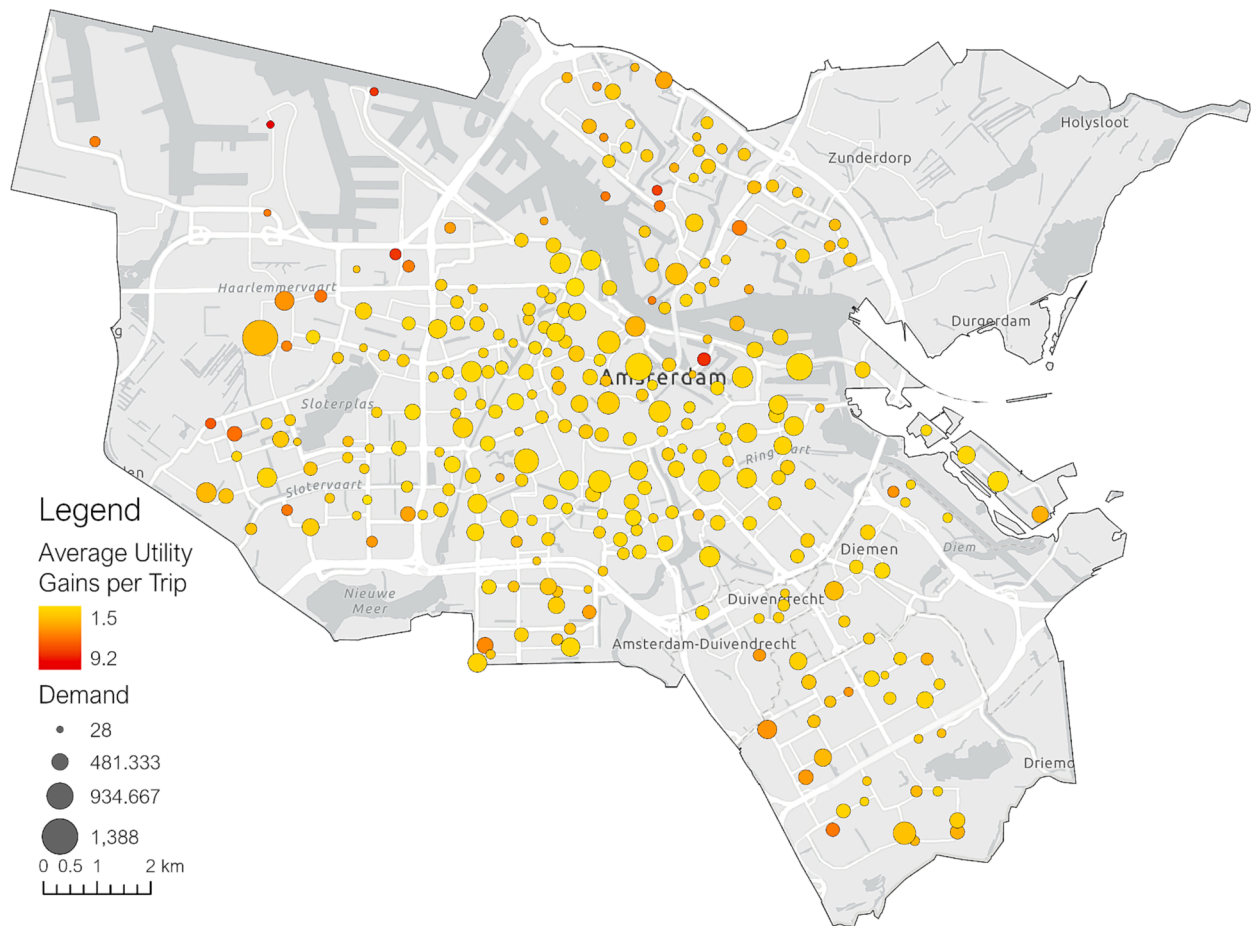 Holysloot
Zunderdorp
Haarlemmervaart
Durgerdam
Amsterdam
Sloterplas
Ringvaart
Slotervaart
Legend
Average Utility
Gains per Trip
1.5
9.2
Demand
28
481.333
934.667
1,388
0 0.5 1 2 km
Diemen
Diem
Nieuwe
Meer
Duivendrecht
Amsterdam-Duivendrecht
Driemo